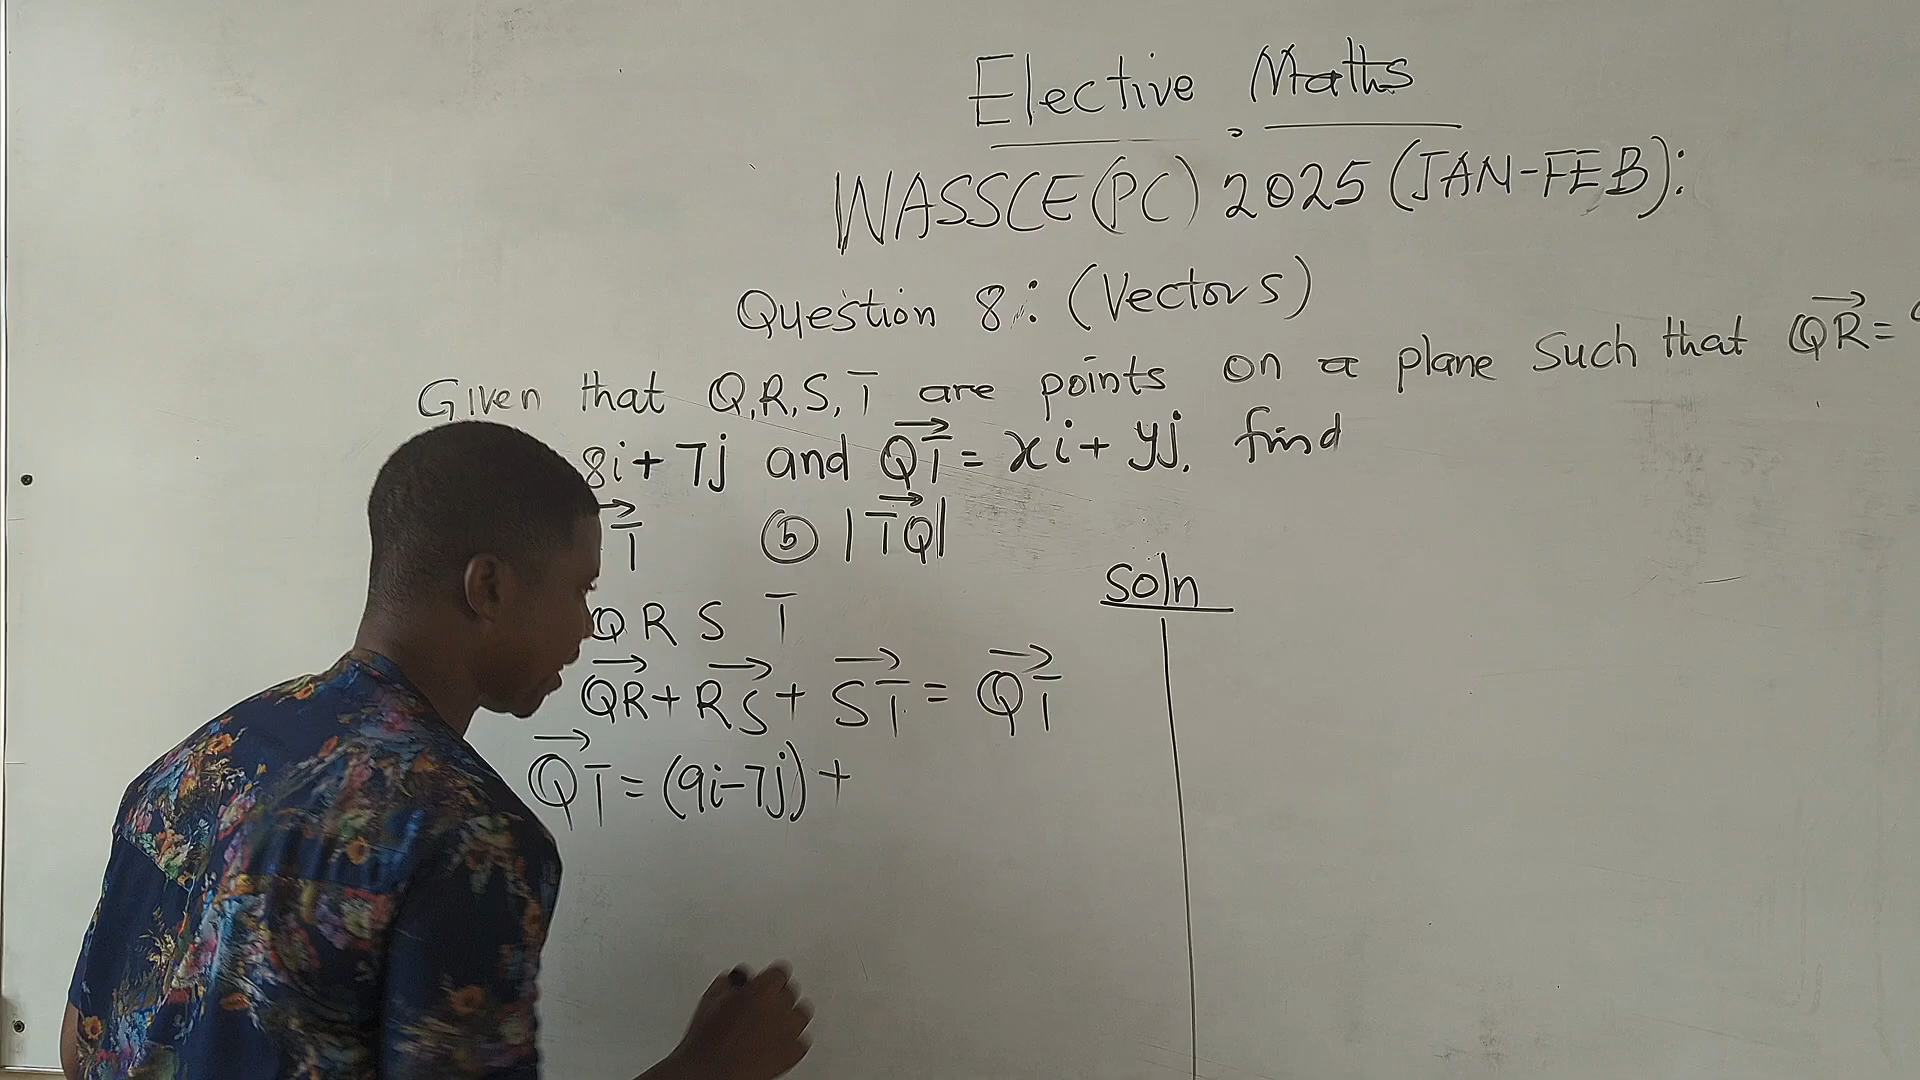 Elective Maths
WASSCE(PC) 2025 (JAN-FEB):
Question 8: (Vectors)
Given that Q,R,S,T are points on a plane such that QR→ =
8i + 7j and QT→ = xi + yj, find
T→ (b) |TQ→|
Soln
Q R S T
QR→ + RS→ + ST→ = QT→
QT→ = (9i-7j) +